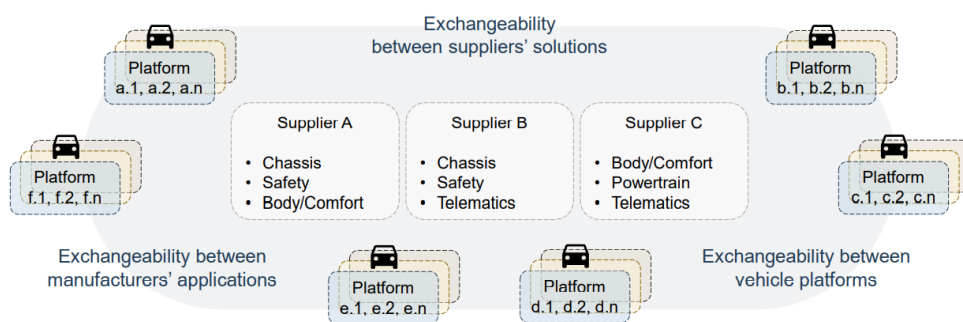 Exchangeability
between suppliers' solutions
Platform
a.1, a.2, a.n
Platform
b.1, b.2, b.n
Supplier A
• Chassis
• Safety
• Body/Comfort
Supplier B
• Chassis
• Safety
• Telematics
Supplier C
• Body/Comfort
• Powertrain
• Telematics
Platform
f.1, f.2, f.n
Platform
c.1, c.2, c.n
Exchangeability between
manufacturers' applications
Exchangeability between
vehicle platforms
Platform
e.1, e.2, e.n
Platform
d.1, d.2, d.n